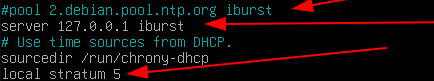 #pool 2.debian.pool.ntp.org iburst
server 127.0.0.1 iburst
# Use time sources from DHCP.
sourcedir /run/chrony-dhcp
local stratum 5